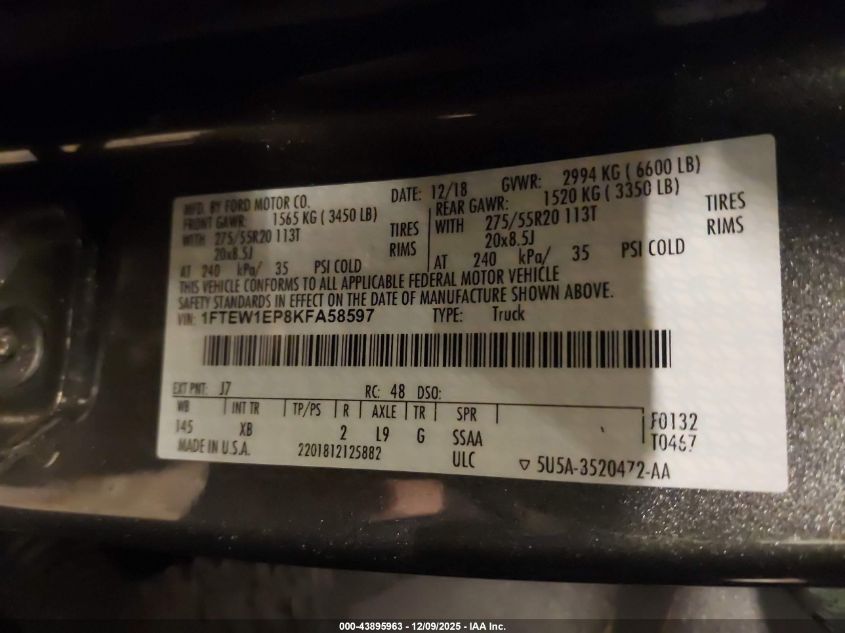 MFD. BY FORD MOTOR CO. DATE: 12/18 GVWR: 2994 KG ( 6600 LB)
FRONT GAWR: 1565 KG ( 3450 LB) REAR GAWR: 1520 KG ( 3350 LB)
WITH 275/55R20 113T TIRES WITH 275/55R20 113T TIRES
20x8.5J RIMS 20x8.5J RIMS
AT 240 kPa/ 35 PSI COLD AT 240 kPa/ 35 PSI COLD
THIS VEHICLE CONFORMS TO ALL APPLICABLE FEDERAL MOTOR VEHICLE
SAFETY STANDARDS IN EFFECT ON THE DATE OF MANUFACTURE SHOWN ABOVE.
VIN: 1FTEW1EP8KFA58597 TYPE: Truck
EXT PNT: J7 RC: 48 DSO:
WB INT TR TP/PS R AXLE TR SPR F0132
145 XB 2 L9 G SSAA T0467
MADE IN U.S.A. 2201812125882 ULC ▽ 5U5A-3520472-AA
000-43895963 - 12/09/2025 - IAA Inc.